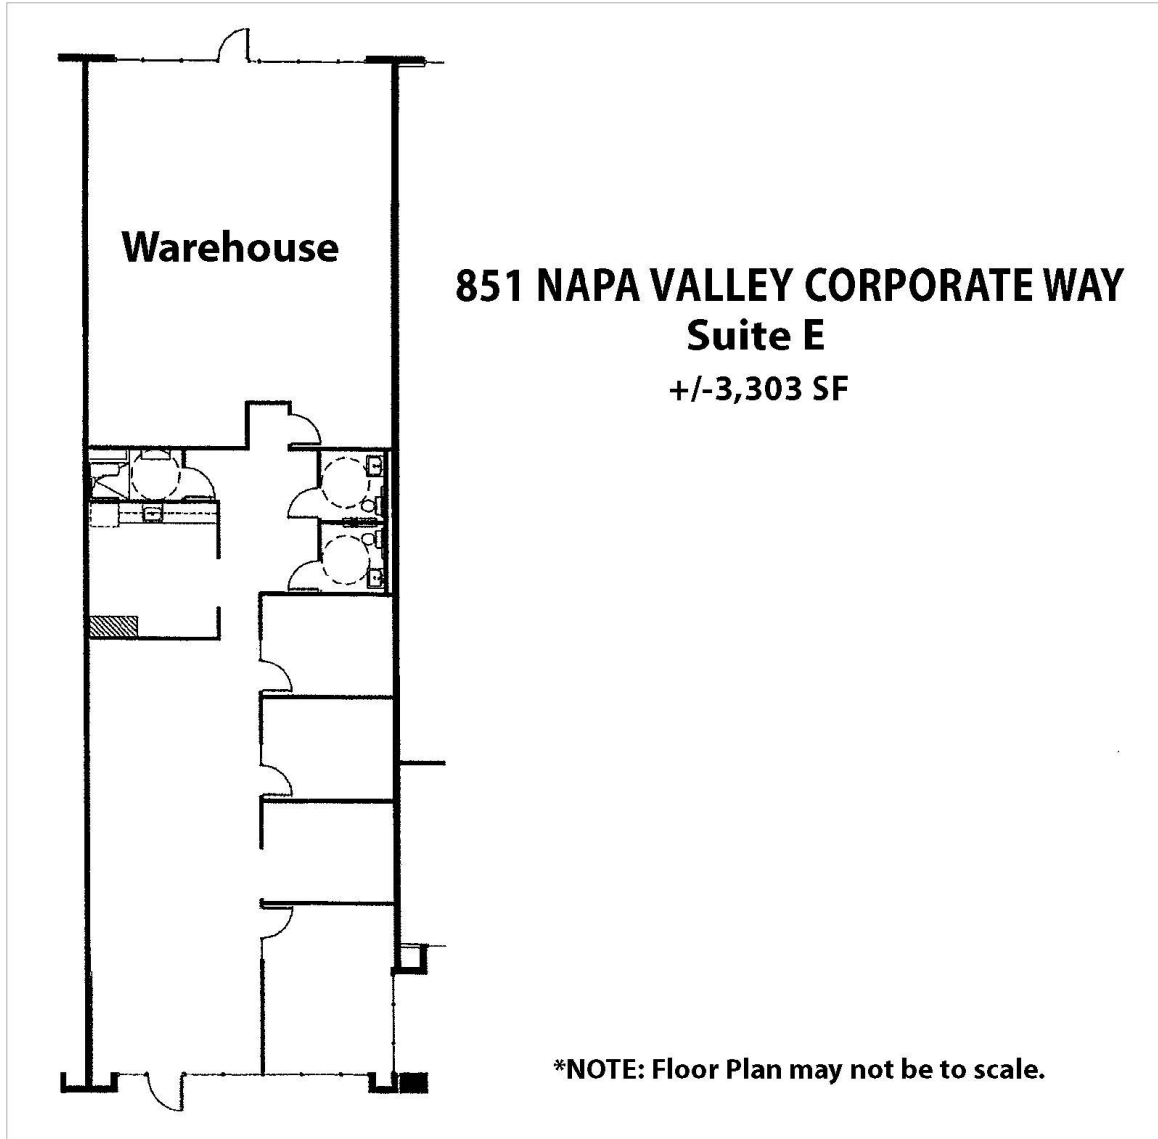 Warehouse
851 NAPA VALLEY CORPORATE WAY
Suite E
+/-3,303 SF
*NOTE: Floor Plan may not be to scale.